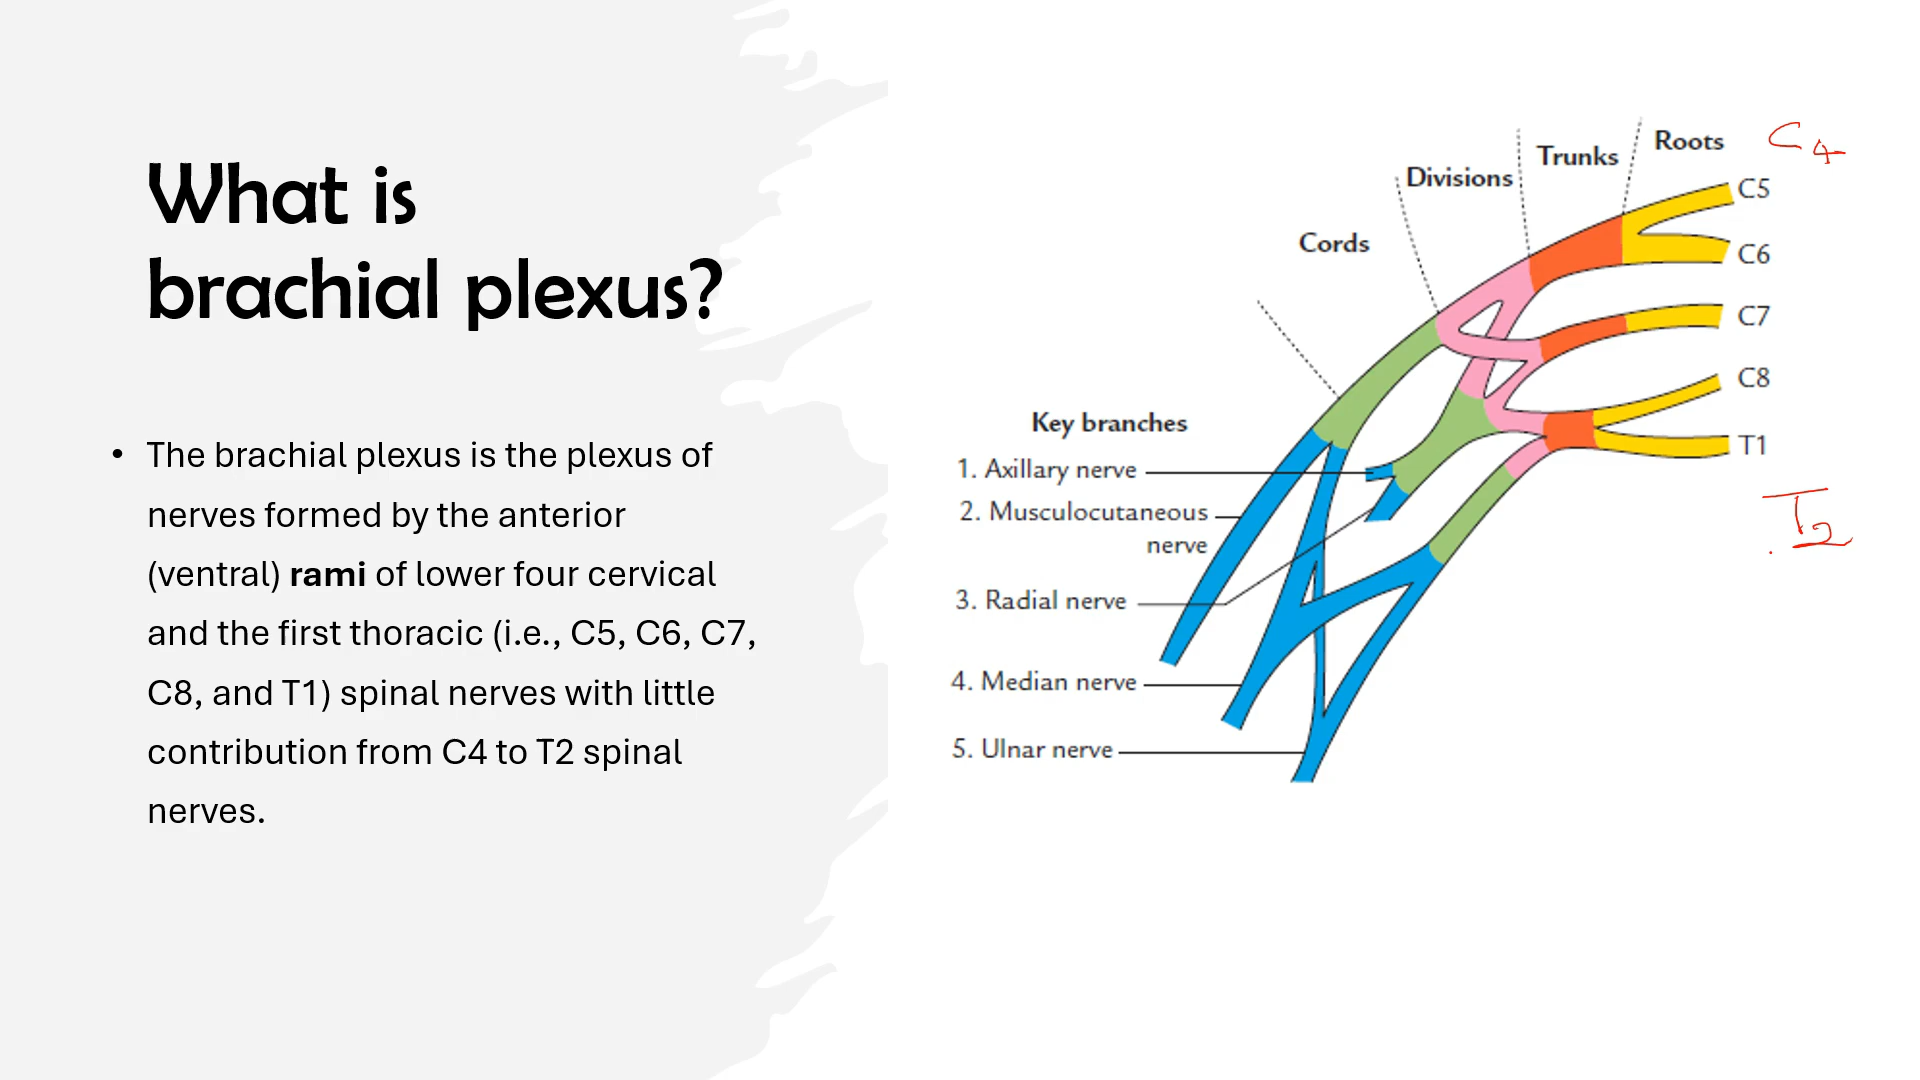 What is
brachial plexus?
• The brachial plexus is the plexus of
nerves formed by the anterior
(ventral) rami of lower four cervical
and the first thoracic (i.e., C5, C6, C7,
C8, and T1) spinal nerves with little
contribution from C4 to T2 spinal
nerves.
Roots
C4
Trunks
Divisions
Cords
C5
C6
C7
C8
T1
T2
Key branches
1. Axillary nerve
2. Musculocutaneous
nerve
3. Radial nerve
4. Median nerve
5. Ulnar nerve